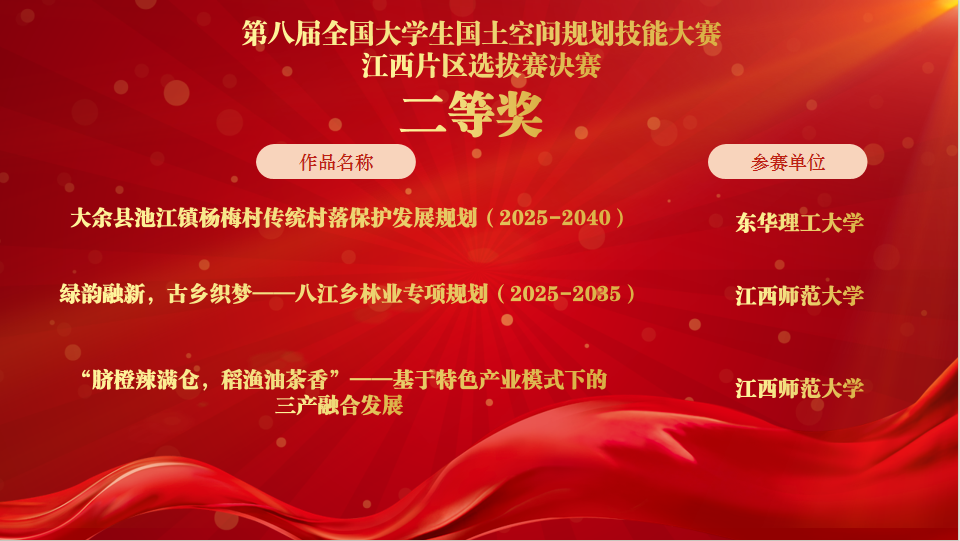 第八届全国大学生国土空间规划技能大赛
江西片区选拔赛决赛
二等奖
作品名称
参赛单位
大余县池江镇杨梅村传统村落保护发展规划（2025-2040）
东华理工大学
绿韵融新，古乡织梦——八江乡林业专项规划（2025-2035）
江西师范大学
“脐橙辣满仓，稻渔油茶香”——基于特色产业模式下的
三产融合发展
江西师范大学